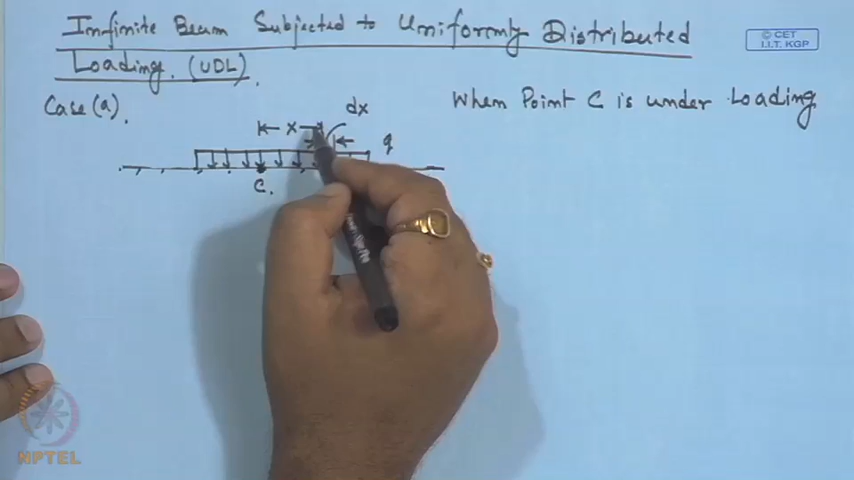 Infinite Beam Subjected to Uniformly Distributed
Loading. (UDL).
© CET
I.I.T. KGP
Case (a).
When Point C is under Loading
x
dx
q
C.
NPTEL